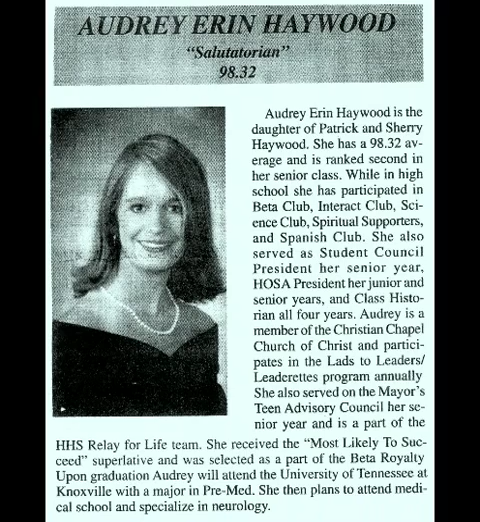 AUDREY ERIN HAYWOOD
"Salutatorian"
98.32
Audrey Erin Haywood is the
daughter of Patrick and Sherry
Haywood. She has a 98.32 av-
erage and is ranked second in
her senior class. While in high
school she has participated in
Beta Club, Interact Club, Sci-
ence Club, Spiritual Supporters,
and Spanish Club. She also
served as Student Council
President her senior year,
HOSA President her junior and
senior years, and Class Histo-
rian all four years. Audrey is a
member of the Christian Chapel
Church of Christ and partici-
pates in the Lads to Leaders/
Leaderettes program annually
She also served on the Mayor's
Teen Advisory Council her se-
nior year and is a part of the
HHS Relay for Life team. She received the "Most Likely To Suc-
ceed" superlative and was selected as a part of the Beta Royalty
Upon graduation Audrey will attend the University of Tennessee at
Knoxville with a major in Pre-Med. She then plans to attend medi-
cal school and specialize in neurology.